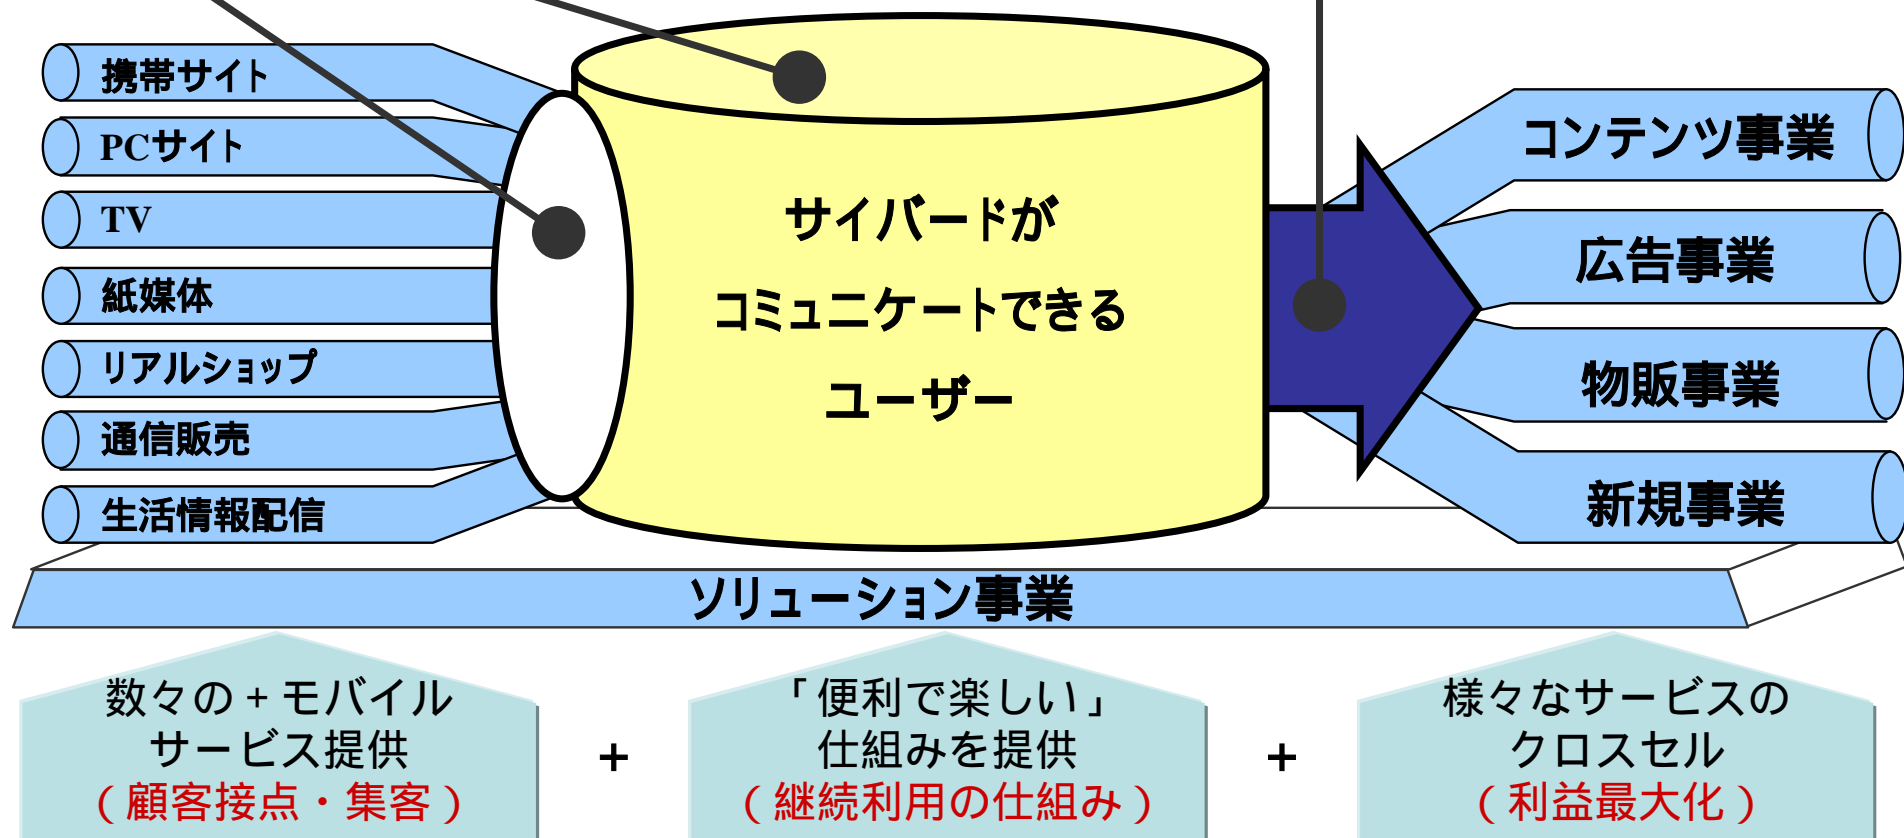 携帯サイト
PCサイト
TV
紙媒体
リアルショップ
通信販売
生活情報配信
サイバードが
コミュニケートできる
ユーザー
コンテンツ事業
広告事業
物販事業
新規事業
ソリューション事業
数々の+モバイル
サービス提供
(顧客接点・集客)
+
「便利で楽しい」
仕組みを提供
(継続利用の仕組み)
+
様々なサービスの
クロスセル
(利益最大化)